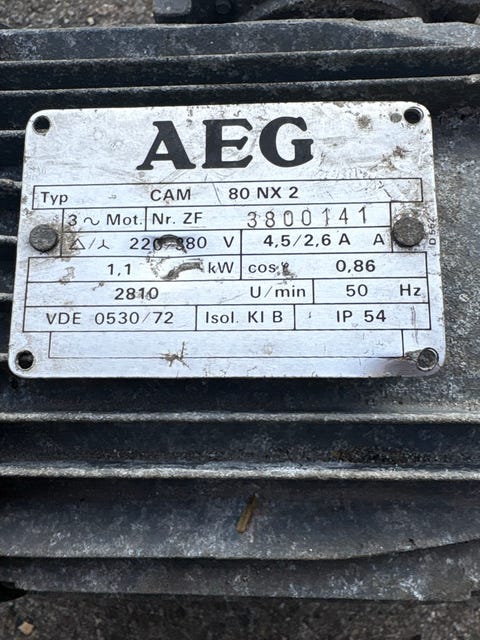 AEG
Typ CAM 80 NX 2
3 ~ Mot. Nr. ZF 3800141
△/⅄ 220 380 V 4,5/2,6 A A
1,1 kW cosφ 0,86
2810 U/min 50 Hz
VDE 0530/72 Isol. Kl B IP 54